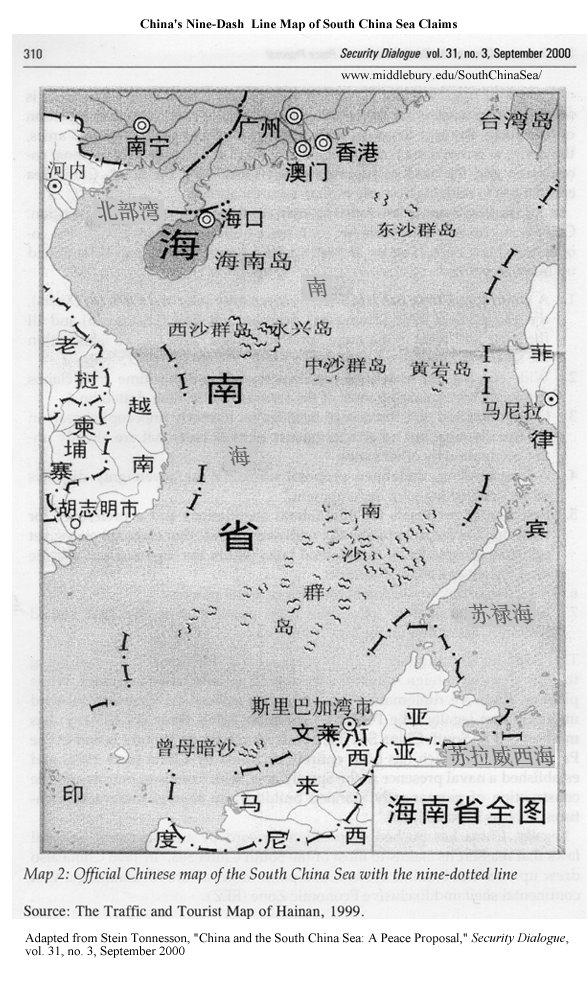 China's Nine-Dash Line Map of South China Sea Claims
310
Security Dialogue vol. 31, no. 3, September 2000
www.middlebury.edu/SouthChinaSea/
广州
台湾岛
南宁
香港
澳门
河内
北部湾
海口
东沙群岛
海
海南岛
南
西沙群岛
永兴岛
中沙群岛
黄岩岛
菲
老
挝
南
越
马尼拉
柬
律
海
埔
南
寨
胡志明市
南
省
宾
沙
群
岛
苏禄海
斯里巴加湾市
文莱
亚
西
亚
苏拉威西海
曾母暗沙
印
来
马
海南省全图
度
尼
西
Map 2: Official Chinese map of the South China Sea with the nine-dotted line
Source: The Traffic and Tourist Map of Hainan, 1999.
Adapted from Stein Tonnesson, "China and the South China Sea: A Peace Proposal," Security Dialogue,
vol. 31, no. 3, September 2000